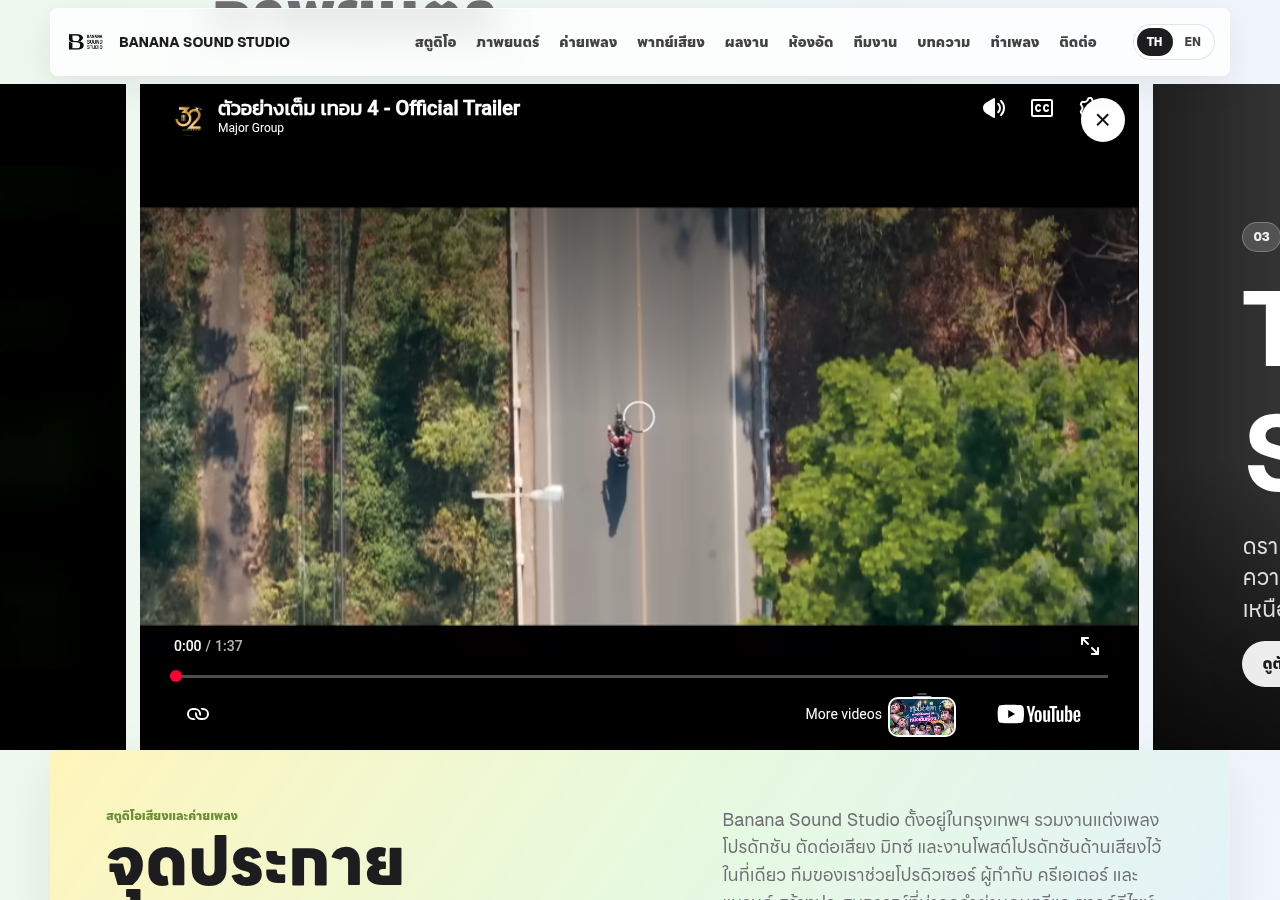 BANANA SOUND STUDIO
BANANA SOUND STUDIO
สตูดิโอ
ภาพยนตร์
ค่ายเพลง
พากย์เสียง
ผลงาน
ห้องอัด
ทีมงาน
บทความ
ทำเพลง
ติดต่อ
TH
EN
ตัวอย่างเต็ม เทอม 4 - Official Trailer
Major Group
CC
03
0:00 / 1:37
More videos
YouTube
สตูดิโอเสียงและค่ายเพลง
จุดประกาย
Banana Sound Studio ตั้งอยู่ในกรุงเทพฯ รวมงานแต่งเพลง
โปรดักชัน ตัดต่อเสียง มิกซ์ และงานโพสต์โปรดักชันด้านเสียงไว้
ในที่เดียว ทีมของเราช่วยโปรดิวเซอร์ ผู้กำกับ ครีเอเตอร์ และ